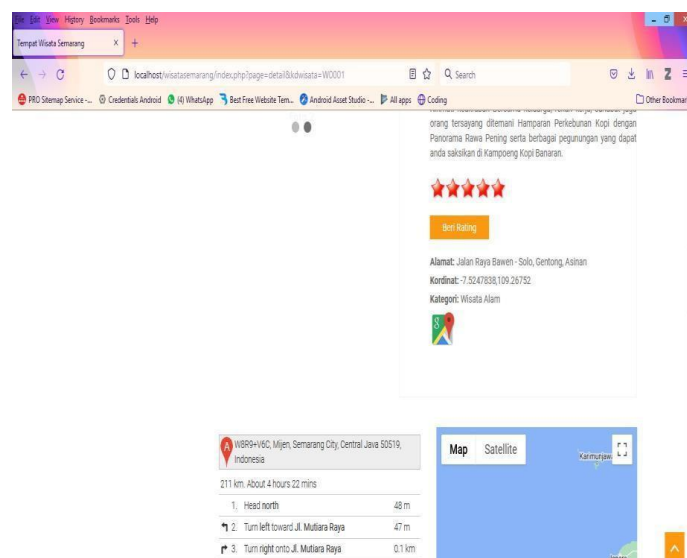 File Edit View History Bookmarks Tools Help
Tempat Wisata Semarang X +
localhost/wisatasemarang/index.php?page=detail&kdwisata=WO001
Search
PRO Sitemap Service -... Credentials Android (4) WhatsApp Best Free Website Tem... Android Asset Studio -... All apps Coding Other Bookmar
orang tersayang ditemani Hamparan Perkebunan Kopi dengan
Panorama Rawa Pening serta berbagai pegunungan yang dapat
anda saksikan di Kampoeng Kopi Banaran.
Beri Rating
Alamat: Jalan Raya Bawen - Solo, Gentong, Asinan
Kordinat: -7.5247838,109.26752
Kategori: Wisata Alam
A
W8R9+V6C, Mijen, Semarang City, Central Java 50519,
Indonesia
211 km. About 4 hours 22 mins
1. Head north 48 m
2. Turn left toward Jl. Mutiara Raya 47 m
3. Turn right onto Jl. Mutiara Raya 0.1 km
Map Satellite
Karimunjawa